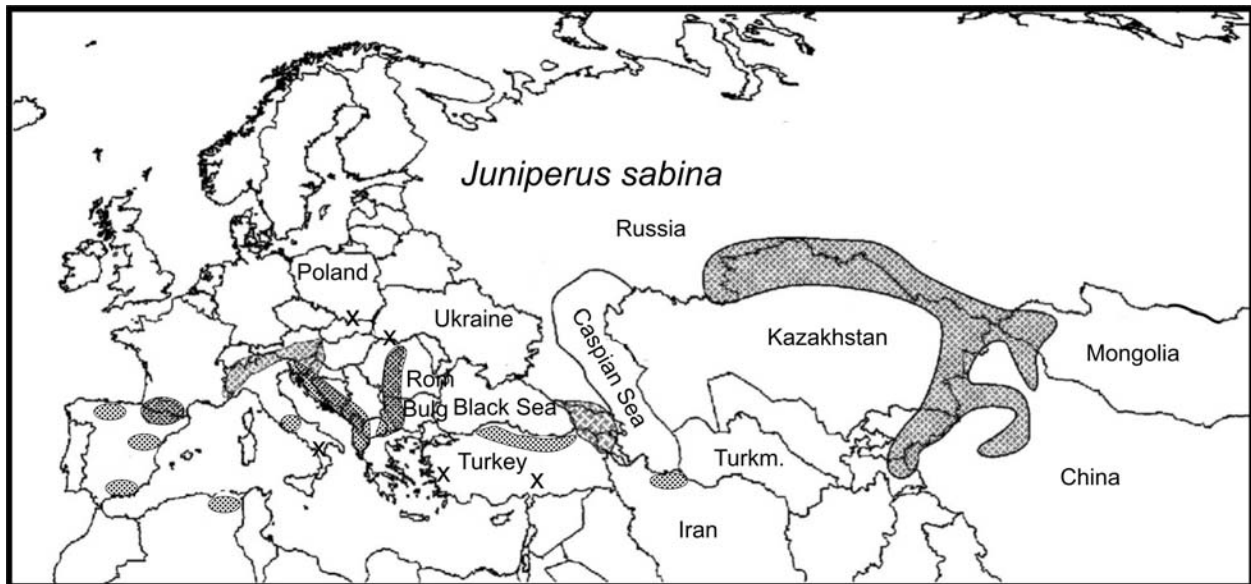 Juniperus sabina
Russia
Poland
Ukraine
x
x
Caspian Sea
Kazakhstan
Mongolia
Rom
Bulg
Black Sea
x
Turkey
x
x
Turkm.
China
Iran